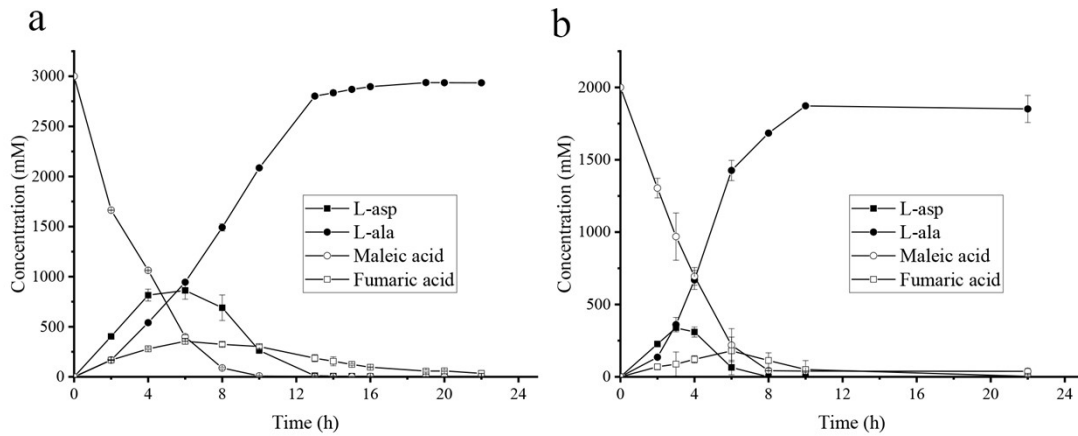 a
3000
2500
2000
1500
1000
500
0
Concentration (mM)
L-asp
L-ala
Maleic acid
Fumaric acid
0 4 8 12 16 20 24
Time (h)
b
2000
1500
1000
500
0
Concentration (mM)
L-asp
L-ala
Maleic acid
Fumaric acid
0 4 8 12 16 20 24
Time (h)